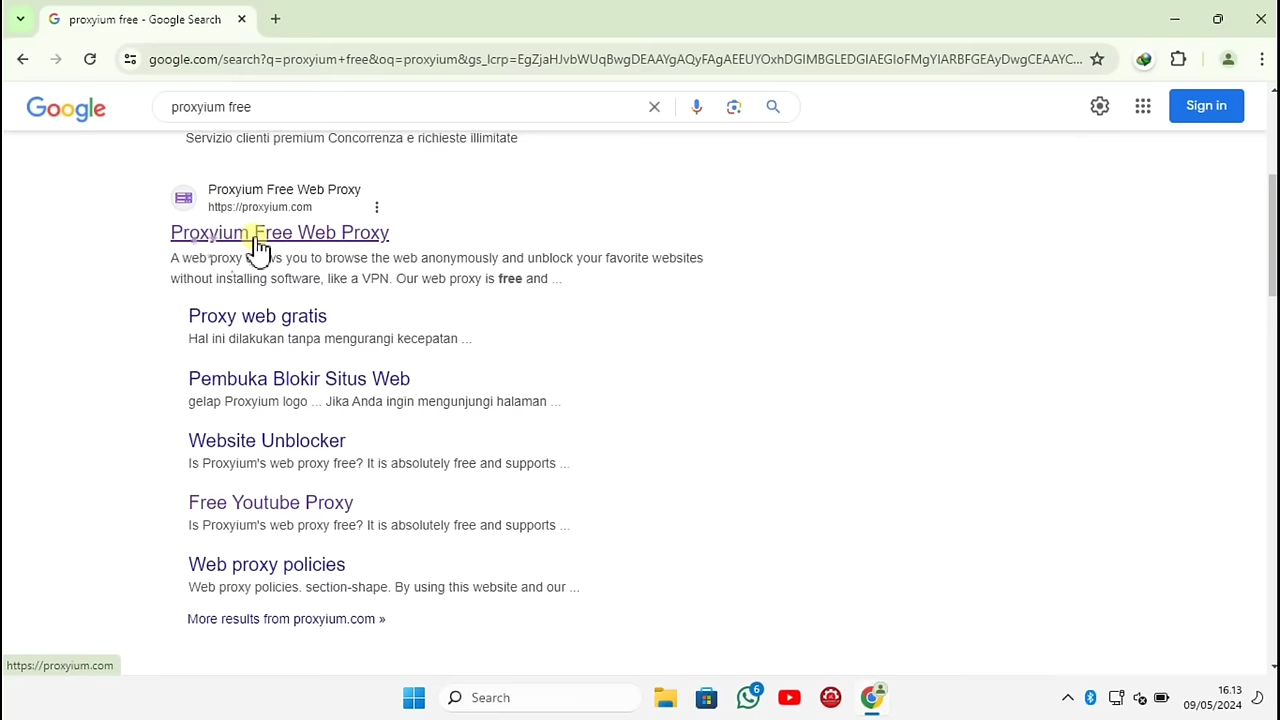 proxyium free - Google Search
google.com/search?q=proxyium+free&oq=proxyium&gs_lcrp=EgZjaHJvbWUqBwgDEAAYgAQyFAgAEEUYOxhDGIMBGLEDGIAEGIoFMgYIARBFGEAyDwgCEAAYC...
Google
proxyium free
Sign in
Servizio clienti premium Concorrenza e richieste illimitate
Proxyium Free Web Proxy
https://proxyium.com
Proxyium Free Web Proxy
A web proxy you to browse the web anonymously and unblock your favorite websites
without installing software, like a VPN. Our web proxy is free and ...
Proxy web gratis
Hal ini dilakukan tanpa mengurangi kecepatan ...
Pembuka Blokir Situs Web
gelap Proxyium logo ... Jika Anda ingin mengunjungi halaman ...
Website Unblocker
Is Proxyium's web proxy free? It is absolutely free and supports ...
Free Youtube Proxy
Is Proxyium's web proxy free? It is absolutely free and supports ...
Web proxy policies
Web proxy policies. section-shape. By using this website and our ...
More results from proxyium.com »
https://proxyium.com
Search
6
16.13
09/05/2024